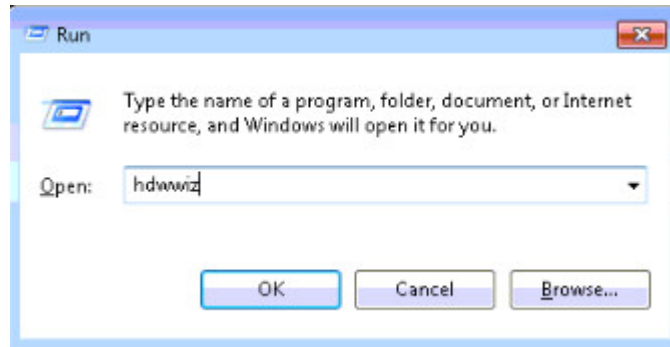 Run
Type the name of a program, folder, document, or Internet
resource, and Windows will open it for you.
Open: hdwwiz
OK Cancel Browse...